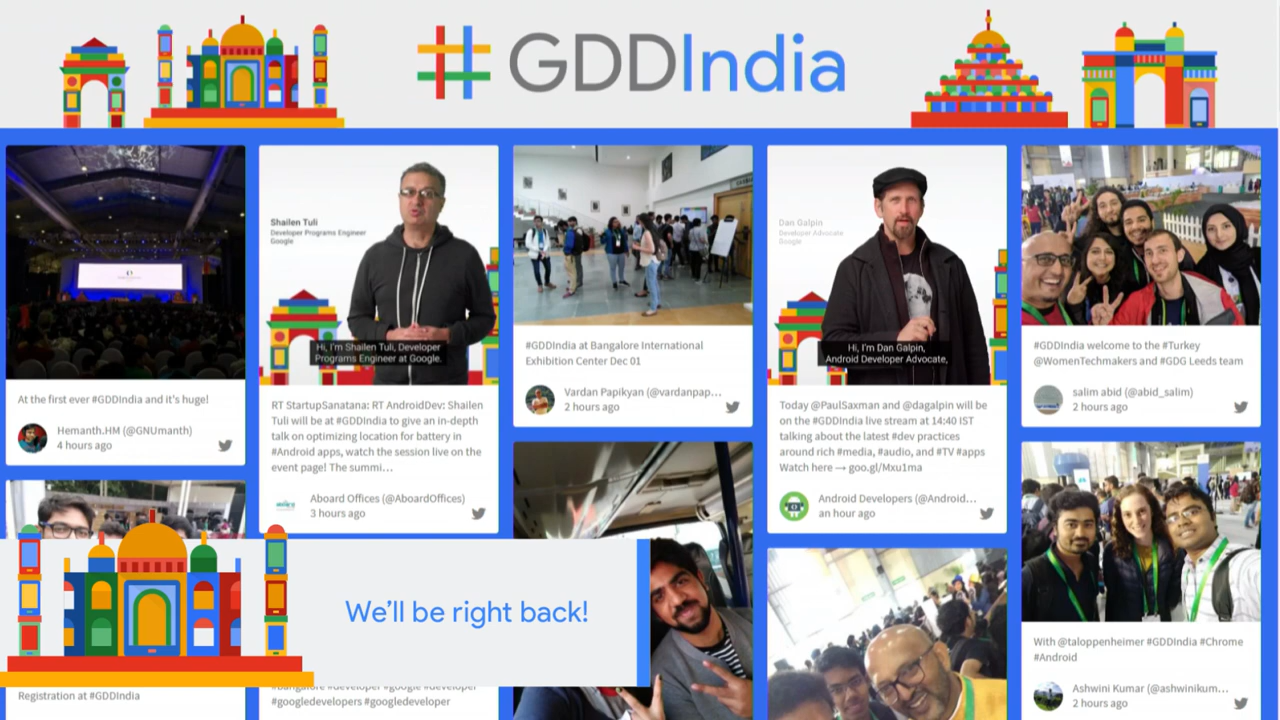 #GDDIndia
At the first ever #GDDIndia and it's huge!
Hemanth.HM (@GNUmanth)
4 hours ago
Shailen Tuli
Developer Programs Engineer
Google
Hi, I'm Shailen Tuli, Developer
Programs Engineer at Google.
RT StartupSanatana: RT AndroidDev: Shailen
Tuli will be at #GDDIndia to give an in-depth
talk on optimizing location for battery in
#Android apps, watch the session live on the
event page! The summi…
Aboard Offices (@AboardOffices)
3 hours ago
#GDDIndia at Bangalore International
Exhibition Center Dec 01
Vardan Papikyan (@vardanpap…
2 hours ago
Dan Galpin
Developer Advocate
Google
Hi, I'm Dan Galpin,
Android Developer Advocate,
Today @PaulSaxman and @dagalpin will be
on the #GDDIndia live stream at 14:40 IST
talking about the latest #dev practices
around rich #media, #audio, and #TV #apps
Watch here → goo.gl/Mxu1ma
Android Developers (@Android…
an hour ago
#GDDIndia welcome to the #Turkey
@WomenTechmakers and #GDG Leeds team
salim abid (@abid_salim)
2 hours ago
With @taloppenheimer #GDDIndia #Chrome
#Android
Ashwini Kumar (@ashwinikum…
2 hours ago
We'll be right back!
Registration at #GDDIndia
#bangalore #developer #google #developer
#googledevelopers #googledeveloper